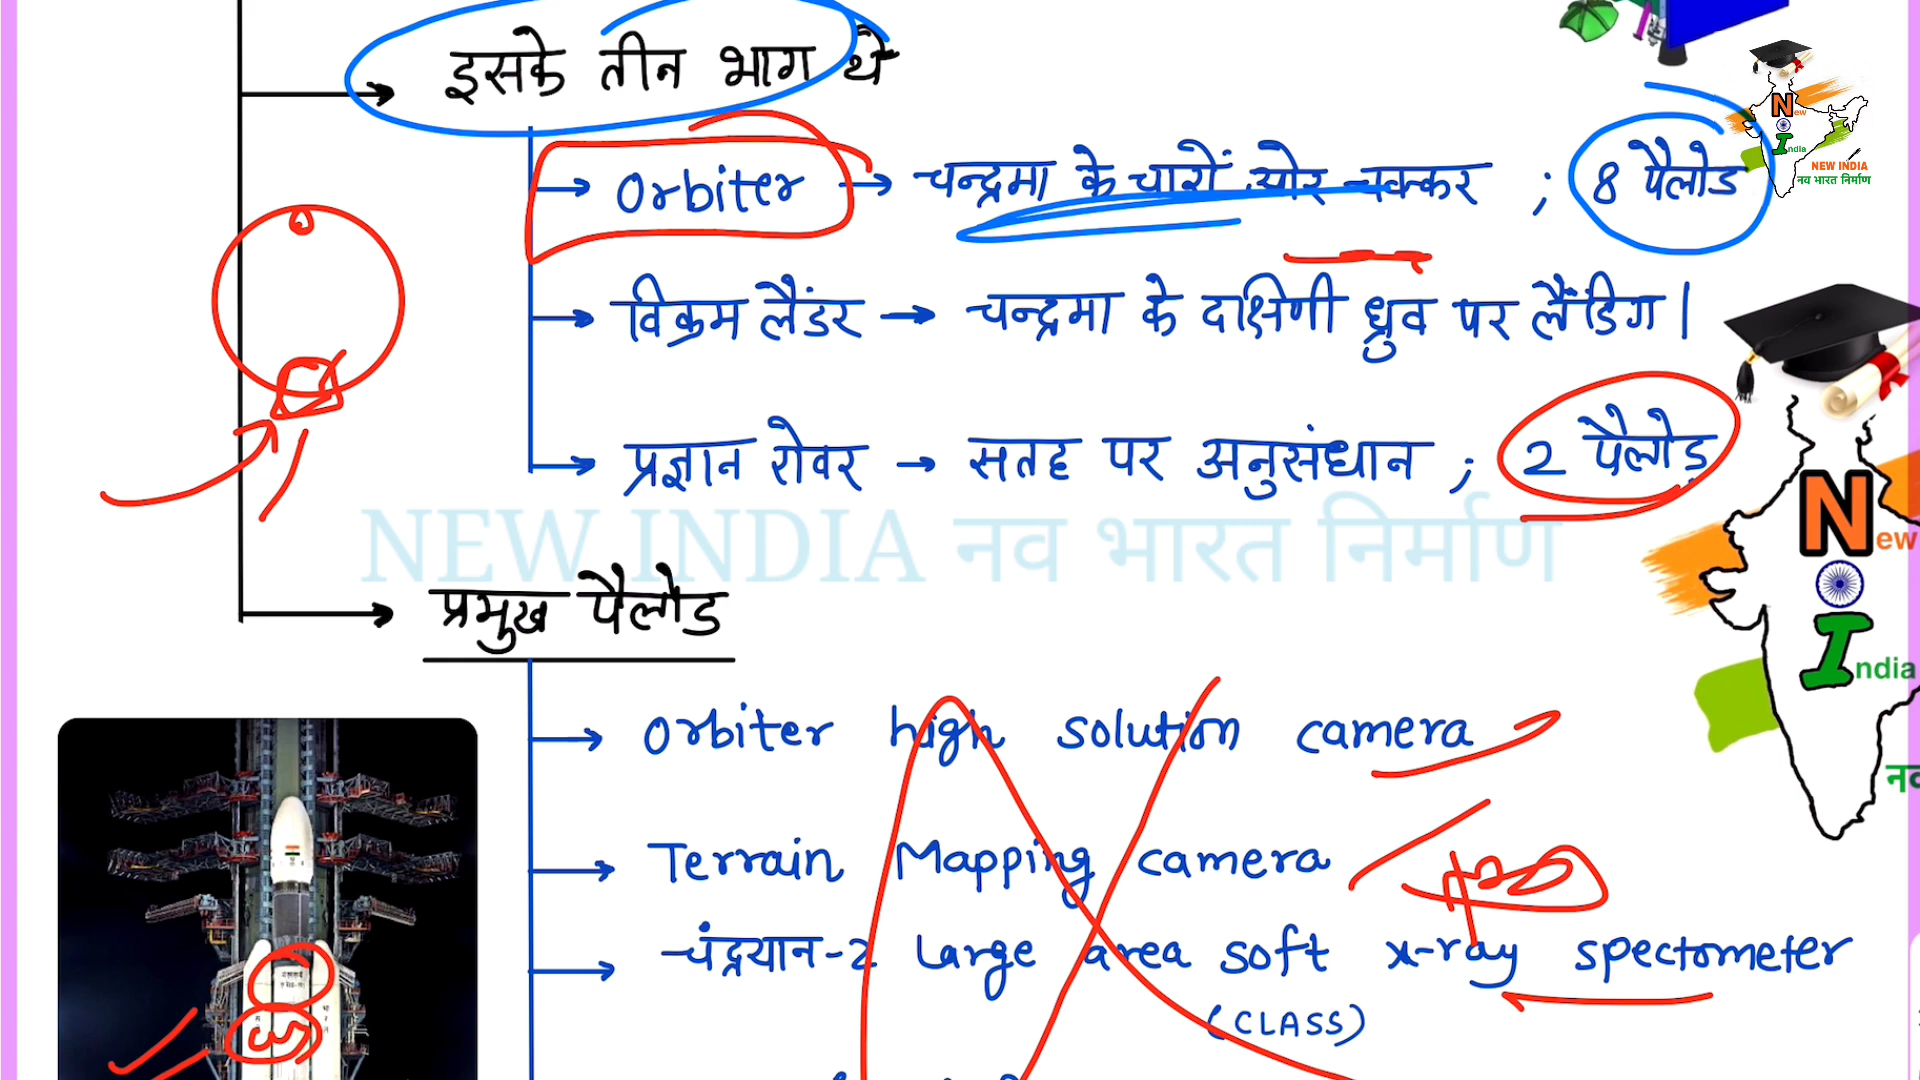 इसके तीन भाग थे
Orbiter → चन्द्रमा के चारों ओर चक्कर ; 8 पैलोड
विक्रम लैंडर → चन्द्रमा के दक्षिणी ध्रुव पर लैंडिग।
प्रज्ञान रोवर → सतह पर अनुसंधान ; 2 पैलोड
NEW INDIA नव भारत निर्माण
प्रमुख पैलोड
Orbiter high solution camera
Terrain Mapping camera
चंद्रयान-2 Large area soft x-ray spectometer
(CLASS)
New
India
NEW INDIA
नव भारत निर्माण
New
India